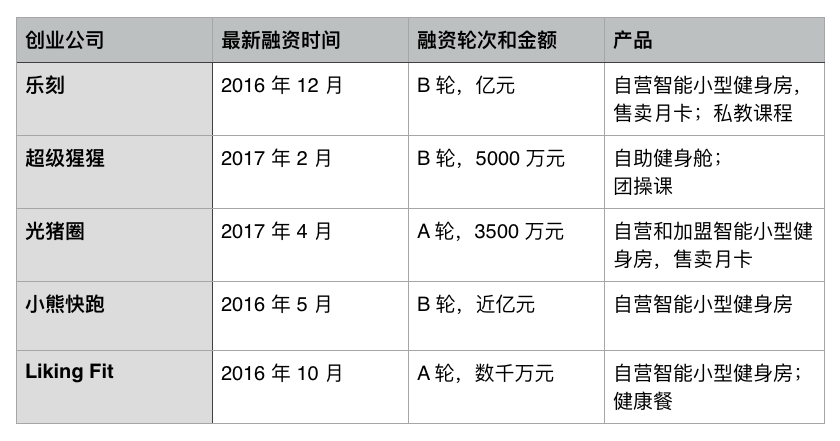 创业公司 最新融资时间 融资轮次和金额 产品
乐刻 2016 年 12 月 B 轮，亿元 自营智能小型健身房，
售卖月卡；私教课程
超级猩猩 2017 年 2 月 B 轮，5000 万元 自助健身舱；
团操课
光猪圈 2017 年 4 月 A 轮，3500 万元 自营和加盟智能小型健
身房，售卖月卡
小熊快跑 2016 年 5 月 B 轮，近亿元 自营智能小型健身房
Liking Fit 2016 年 10 月 A 轮，数千万元 自营智能小型健身房；
健康餐